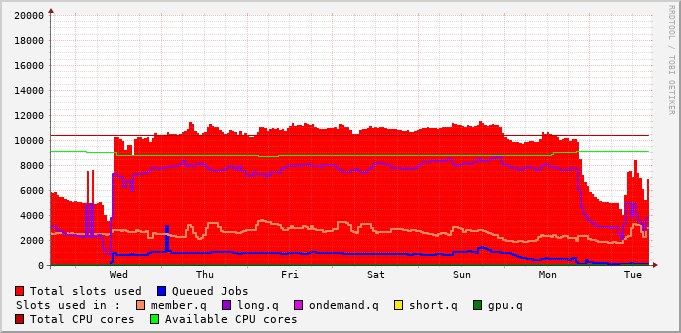 RRDTOOL / TOBI OETIKER
20000
18000
16000
14000
12000
10000
8000
6000
4000
2000
0
Wed Thu Fri Sat Sun Mon Tue
Total slots used Queued Jobs
Slots used in : member.q long.q ondemand.q short.q gpu.q
Total CPU cores Available CPU cores